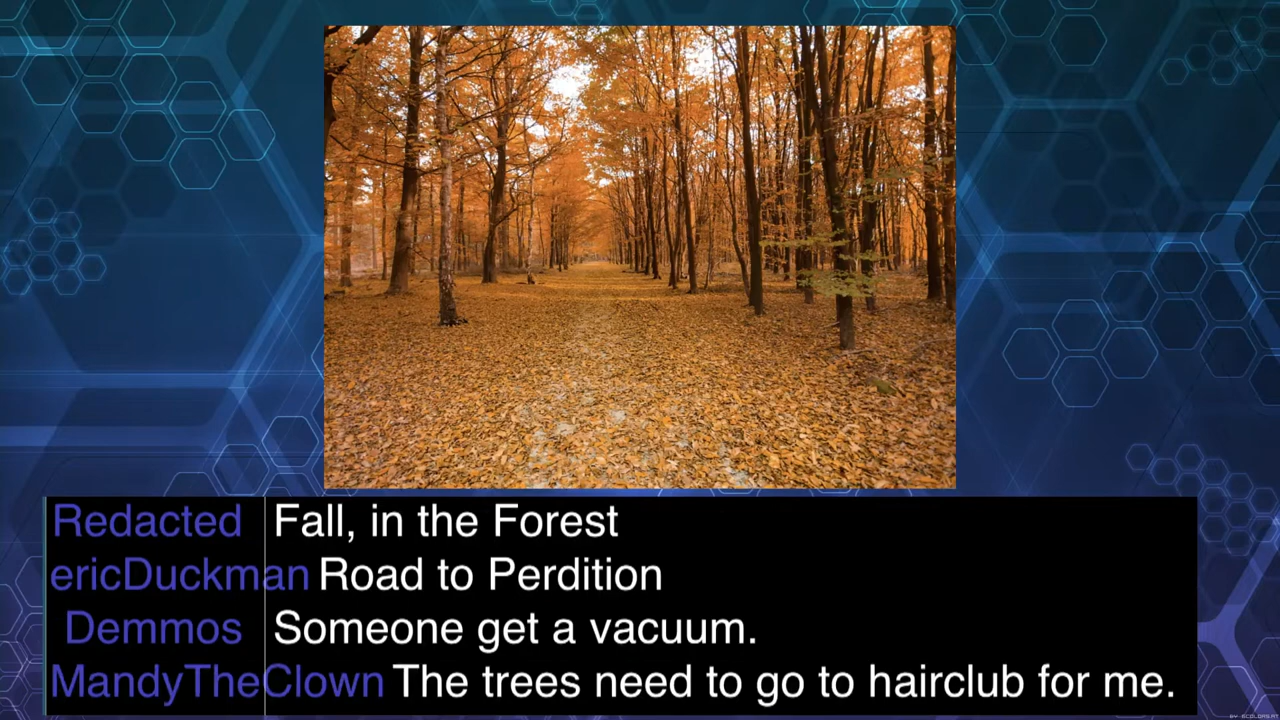 Redacted Fall, in the Forest
ericDuckman Road to Perdition
Demmos Someone get a vacuum.
MandyTheClown The trees need to go to hairclub for me.